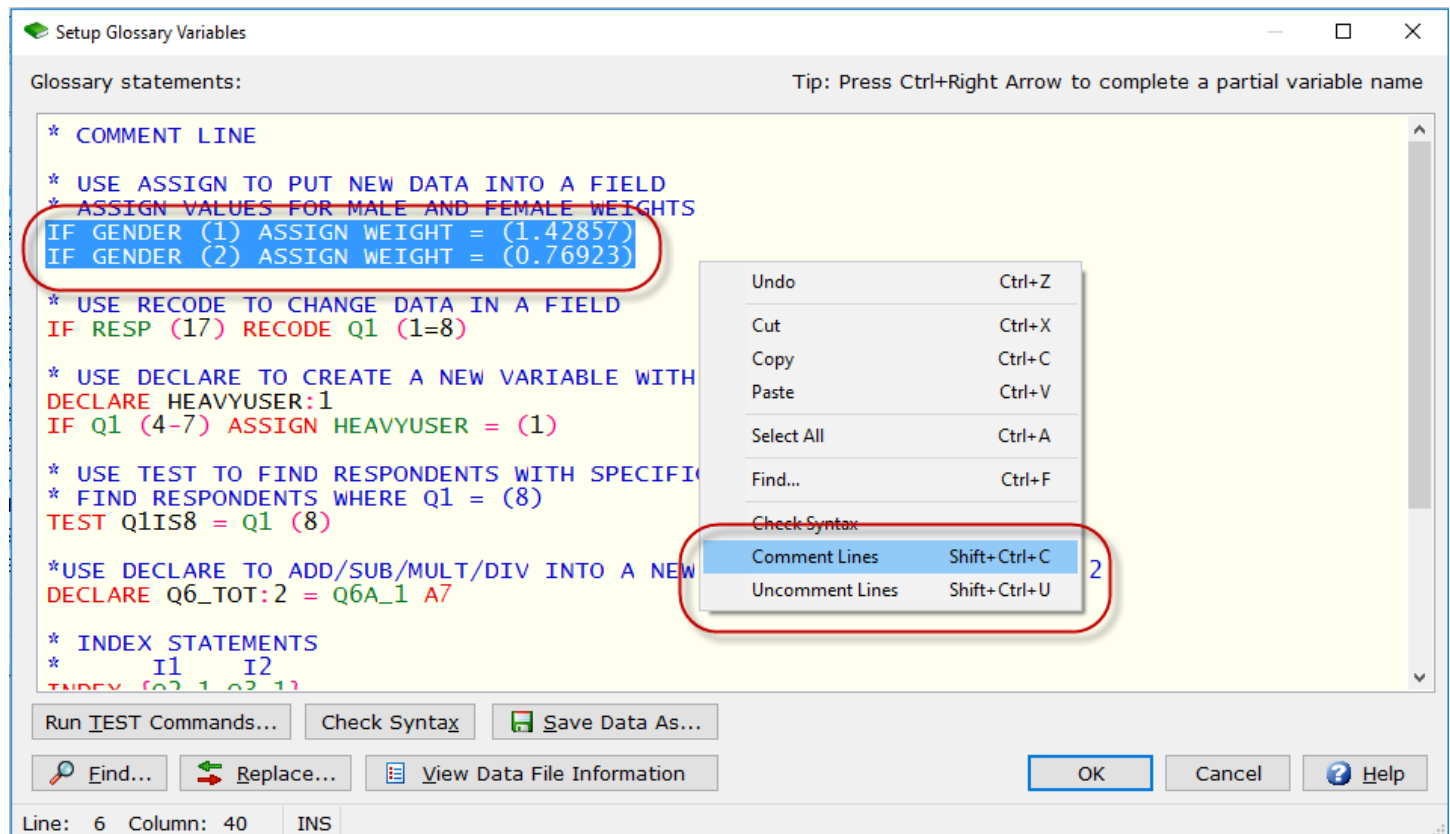 Setup Glossary Variables
Glossary statements:
Tip: Press Ctrl+Right Arrow to complete a partial variable name
* COMMENT LINE
* USE ASSIGN TO PUT NEW DATA INTO A FIELD
* ASSIGN VALUES FOR MALE AND FEMALE WEIGHTS
IF GENDER (1) ASSIGN WEIGHT = (1.42857)
IF GENDER (2) ASSIGN WEIGHT = (0.76923)
* USE RECODE TO CHANGE DATA IN A FIELD
IF RESP (17) RECODE Q1 (1=8)
* USE DECLARE TO CREATE A NEW VARIABLE WITH
DECLARE HEAVYUSER:1
IF Q1 (4-7) ASSIGN HEAVYUSER = (1)
* USE TEST TO FIND RESPONDENTS WITH SPECIFI
* FIND RESPONDENTS WHERE Q1 = (8)
TEST Q1IS8 = Q1 (8)
*USE DECLARE TO ADD/SUB/MULT/DIV INTO A NEW 2
DECLARE Q6_TOT:2 = Q6A_1 A7
* INDEX STATEMENTS
* I1 I2
INDEX {Q2_1 Q3_1}
Undo Ctrl+Z
Cut Ctrl+X
Copy Ctrl+C
Paste Ctrl+V
Select All Ctrl+A
Find... Ctrl+F
Check Syntax
Comment Lines Shift+Ctrl+C
Uncomment Lines Shift+Ctrl+U
Run TEST Commands... Check Syntax Save Data As...
Find... Replace... View Data File Information OK Cancel Help
Line: 6 Column: 40 INS